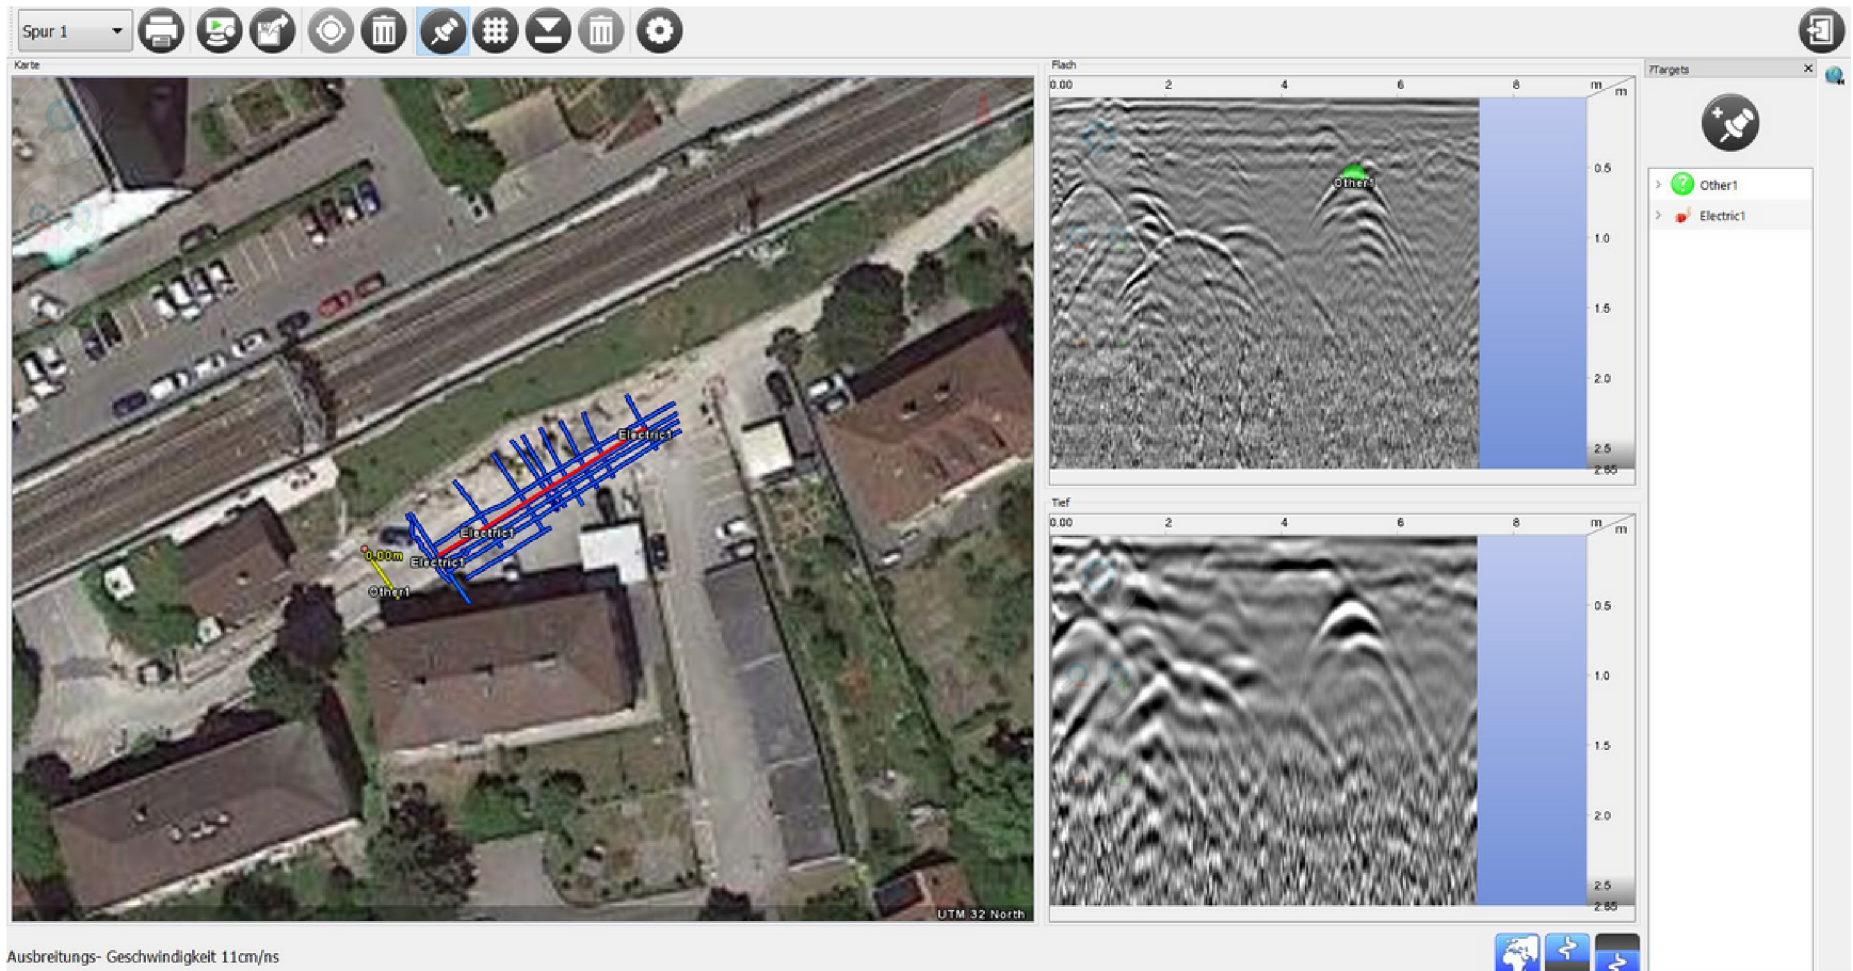 Spur 1
Karte
Electric1
Electric1
Electric1
0.00m
Other1
UTM 32 North
Flach
0.00 2 4 6 8 m
m
0.5
1.0
1.5
2.0
2.5
2.65
Other1
Tief
0.00 2 4 6 8 m
m
0.5
1.0
1.5
2.0
2.5
2.65
?Targets
Other1
Electric1
Ausbreitungs- Geschwindigkeit 11cm/ns